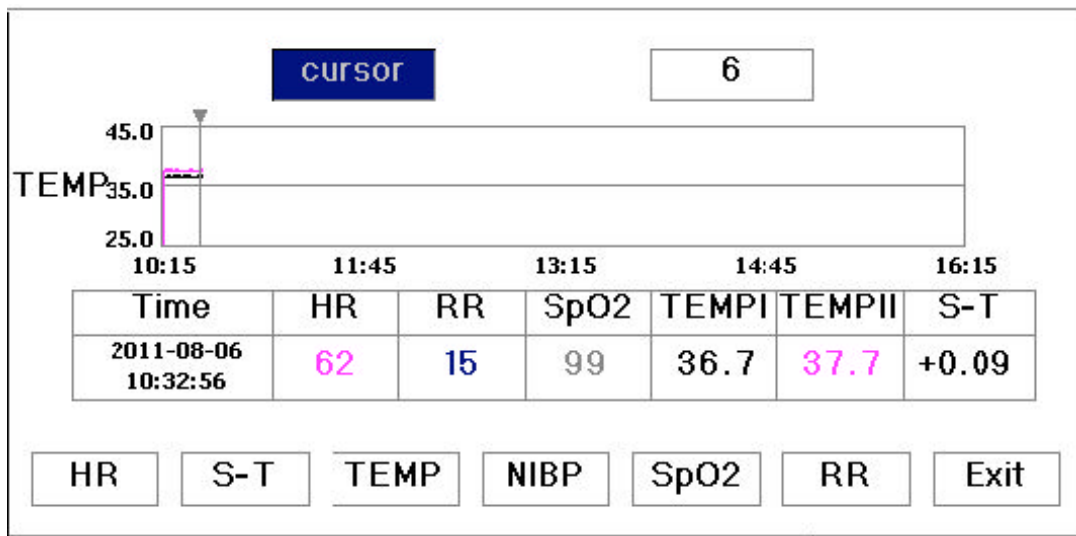 cursor 6
45.0
TEMP 35.0
25.0
10:15 11:45 13:15 14:45 16:15
Time HR RR SpO2 TEMPI TEMPII S-T
2011-08-06
10:32:56 62 15 99 36.7 37.7 +0.09
HR S-T TEMP NIBP SpO2 RR Exit